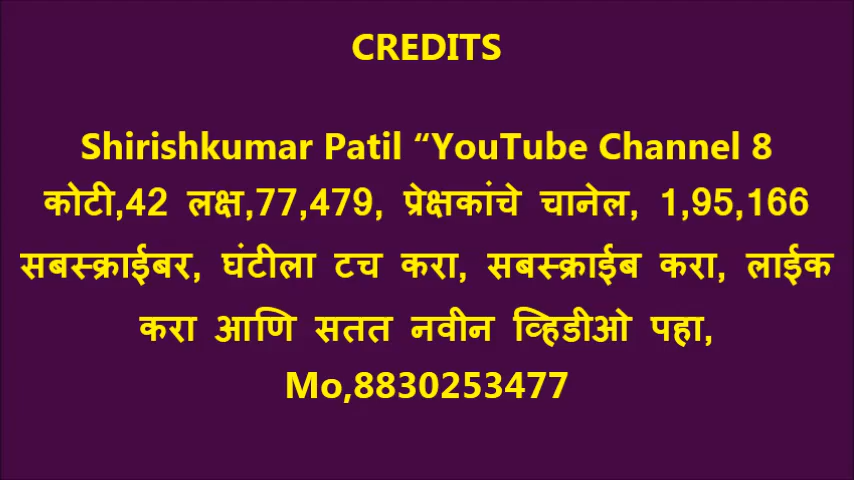 CREDITS
Shirishkumar Patil “YouTube Channel 8
कोटी,42 लक्ष,77,479, प्रेक्षकांचे चानेल, 1,95,166
सबस्क्राईबर, घंटीला टच करा, सबस्क्राईब करा, लाईक
करा आणि सतत नवीन व्हिडीओ पहा,
Mo,8830253477